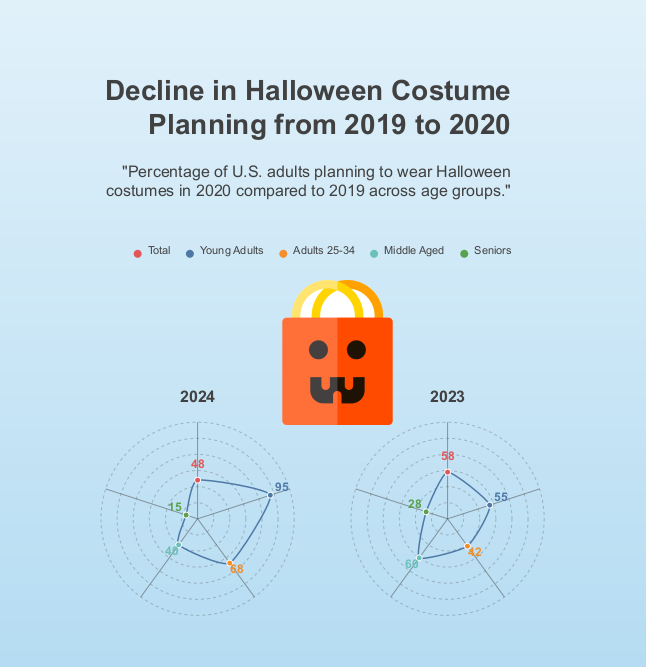 Decline in Halloween Costume
Planning from 2019 to 2020
"Percentage of U.S. adults planning to wear Halloween
costumes in 2020 compared to 2019 across age groups."
Total Young Adults Adults 25-34 Middle Aged Seniors
2024
48
95
68
40
15
2023
58
55
42
60
28